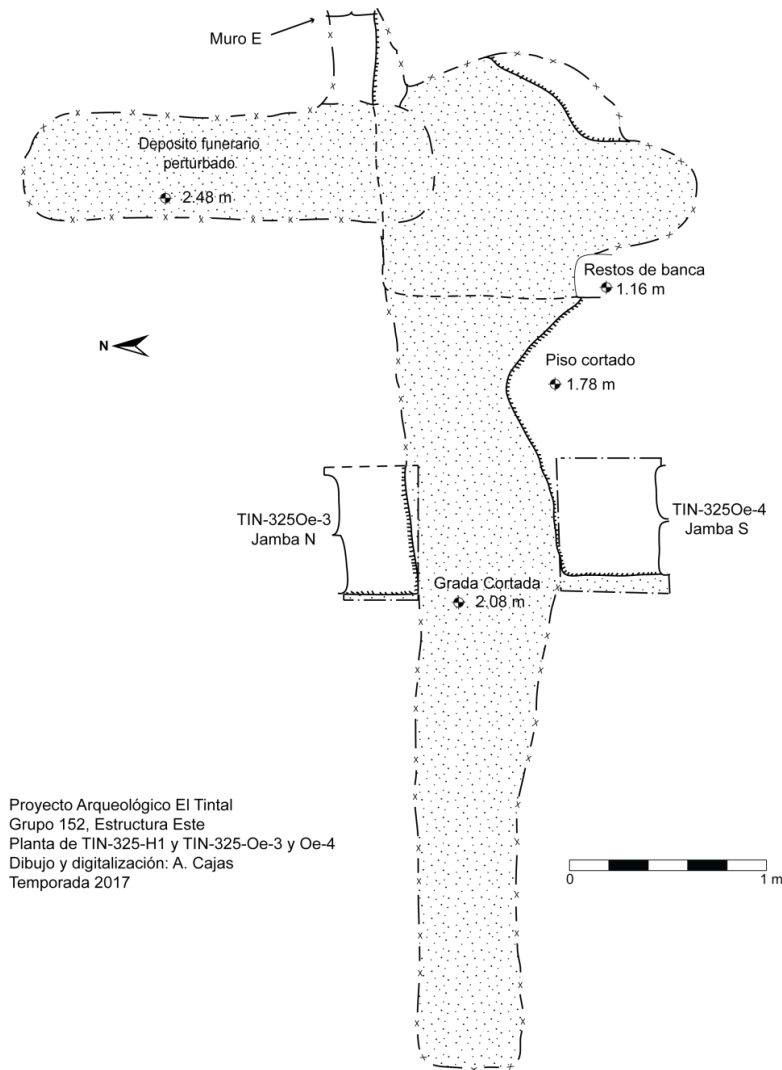 Muro E
Deposito funerario
perturbado
2.48 m
Restos de banca
1.16 m
N
Piso cortado
1.78 m
TIN-325Oe-3
Jamba N
TIN-325Oe-4
Jamba S
Grada Cortada
2.08 m
Proyecto Arqueológico El Tintal
Grupo 152, Estructura Este
Planta de TIN-325-H1 y TIN-325-Oe-3 y Oe-4
Dibujo y digitalización: A. Cajas
Temporada 2017
0 1 m